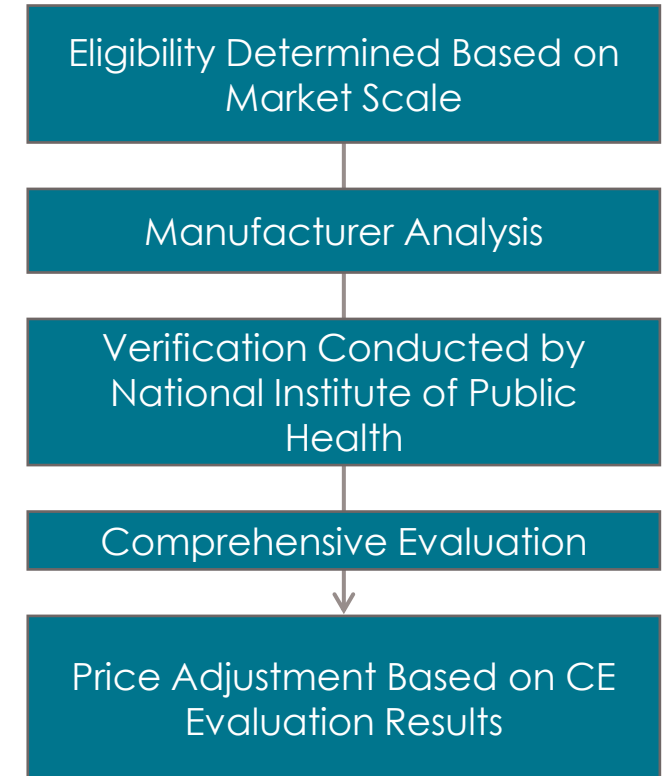 Eligibility Determined Based on
Market Scale
Manufacturer Analysis
Verification Conducted by
National Institute of Public
Health
Comprehensive Evaluation
Price Adjustment Based on CE
Evaluation Results